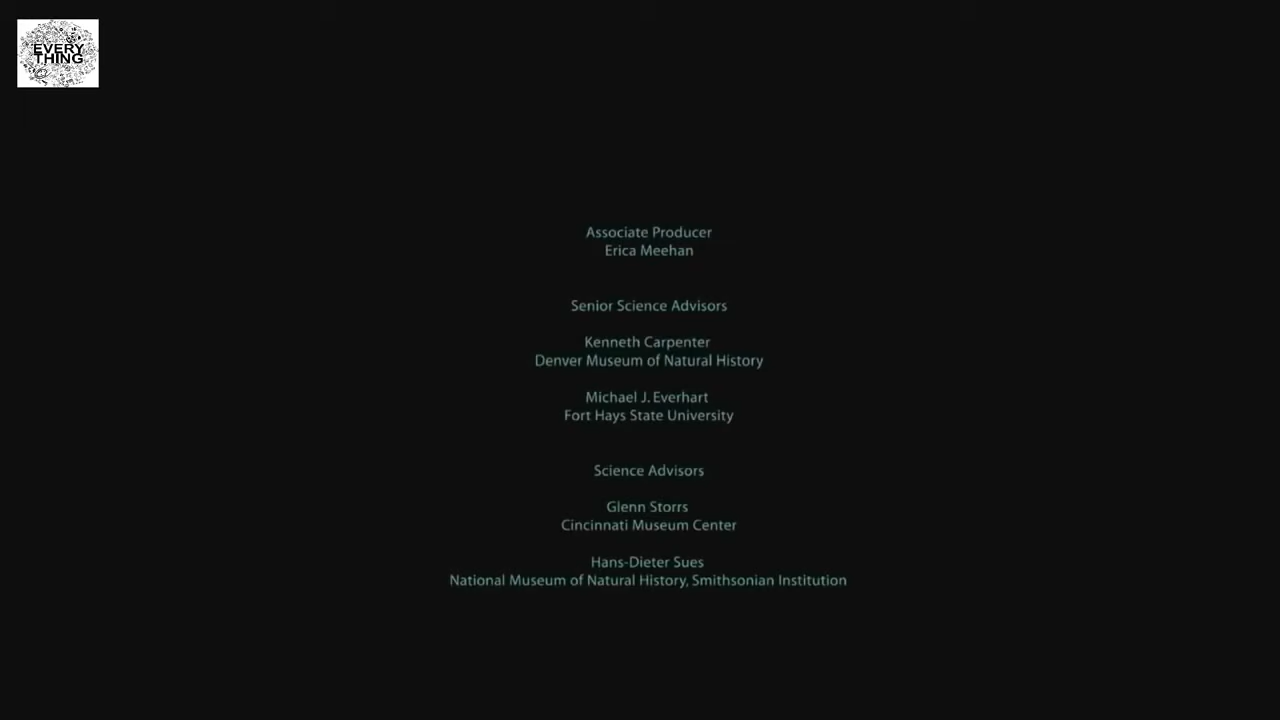 EVERY
THING
Associate Producer
Erica Meehan
Senior Science Advisors
Kenneth Carpenter
Denver Museum of Natural History
Michael J. Everhart
Fort Hays State University
Science Advisors
Glenn Storrs
Cincinnati Museum Center
Hans-Dieter Sues
National Museum of Natural History, Smithsonian Institution